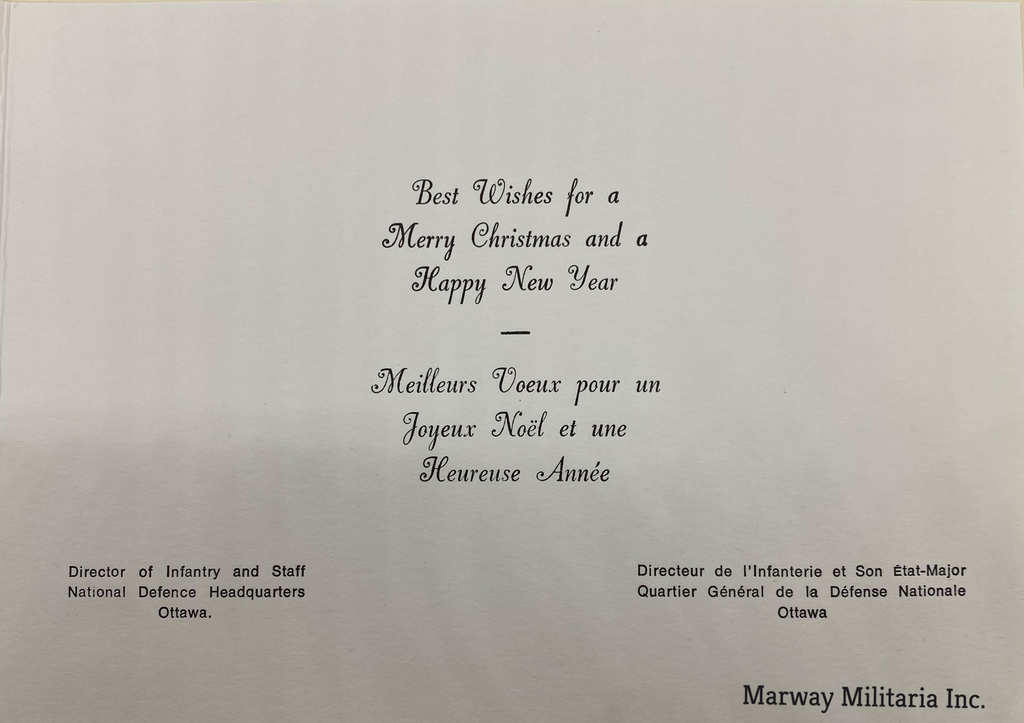 Best Wishes for a
Merry Christmas and a
Happy New Year
—
Meilleurs Voeux pour un
Joyeux Noël et une
Heureuse Année
Director of Infantry and Staff
National Defence Headquarters
Ottawa.
Directeur de l'Infanterie et Son État-Major
Quartier Général de la Défense Nationale
Ottawa
Marway Militaria Inc.